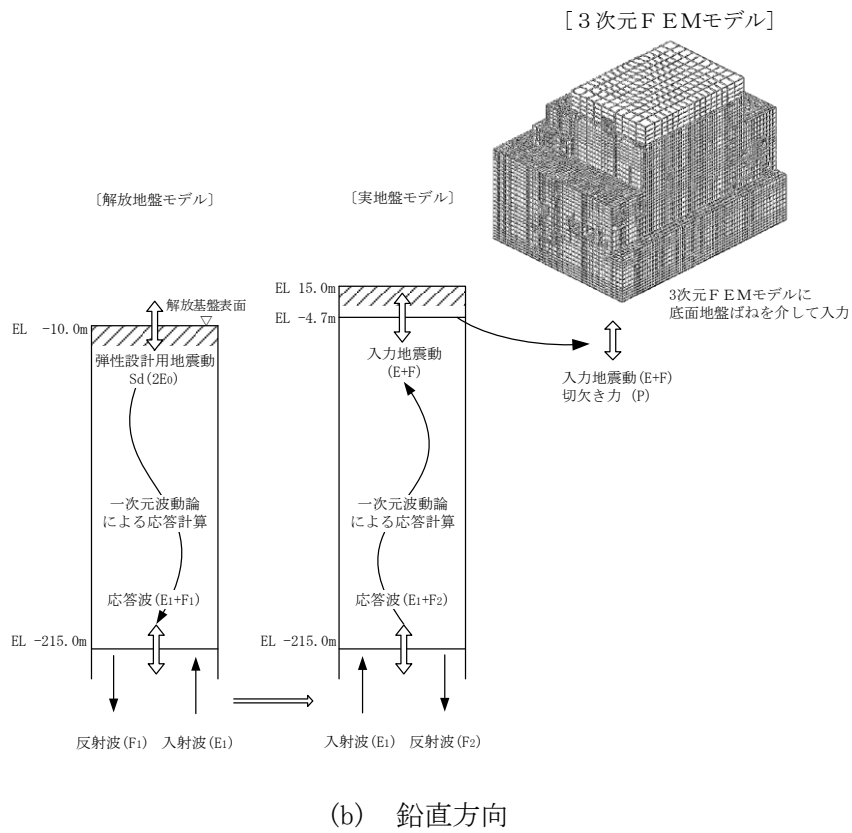 [３次元ＦＥＭモデル]
〔解放地盤モデル〕
〔実地盤モデル〕
解放基盤表面
EL -10.0m
弾性設計用地震動
Sd(2E0)
一次元波動論
による応答計算
応答波(E1+F1)
EL -215.0m
反射波(F1)
入射波(E1)
EL 15.0m
EL -4.7m
入力地震動
(E+F)
一次元波動論
による応答計算
応答波(E1+F2)
EL -215.0m
入射波(E1)
反射波(F2)
3次元ＦＥＭモデルに
底面地盤ばねを介して入力
入力地震動(E+F)
切欠き力 (P)
(b) 鉛直方向